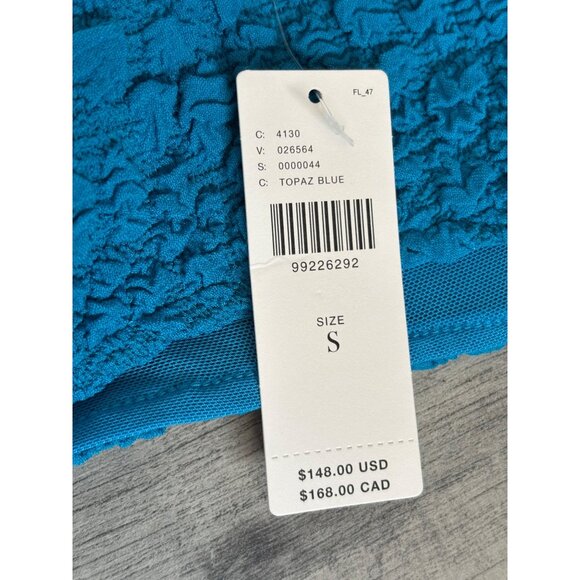 FL_47
C: 4130
V: 026564
S: 0000044
C: TOPAZ BLUE
99226292
SIZE
S
$148.00 USD
$168.00 CAD